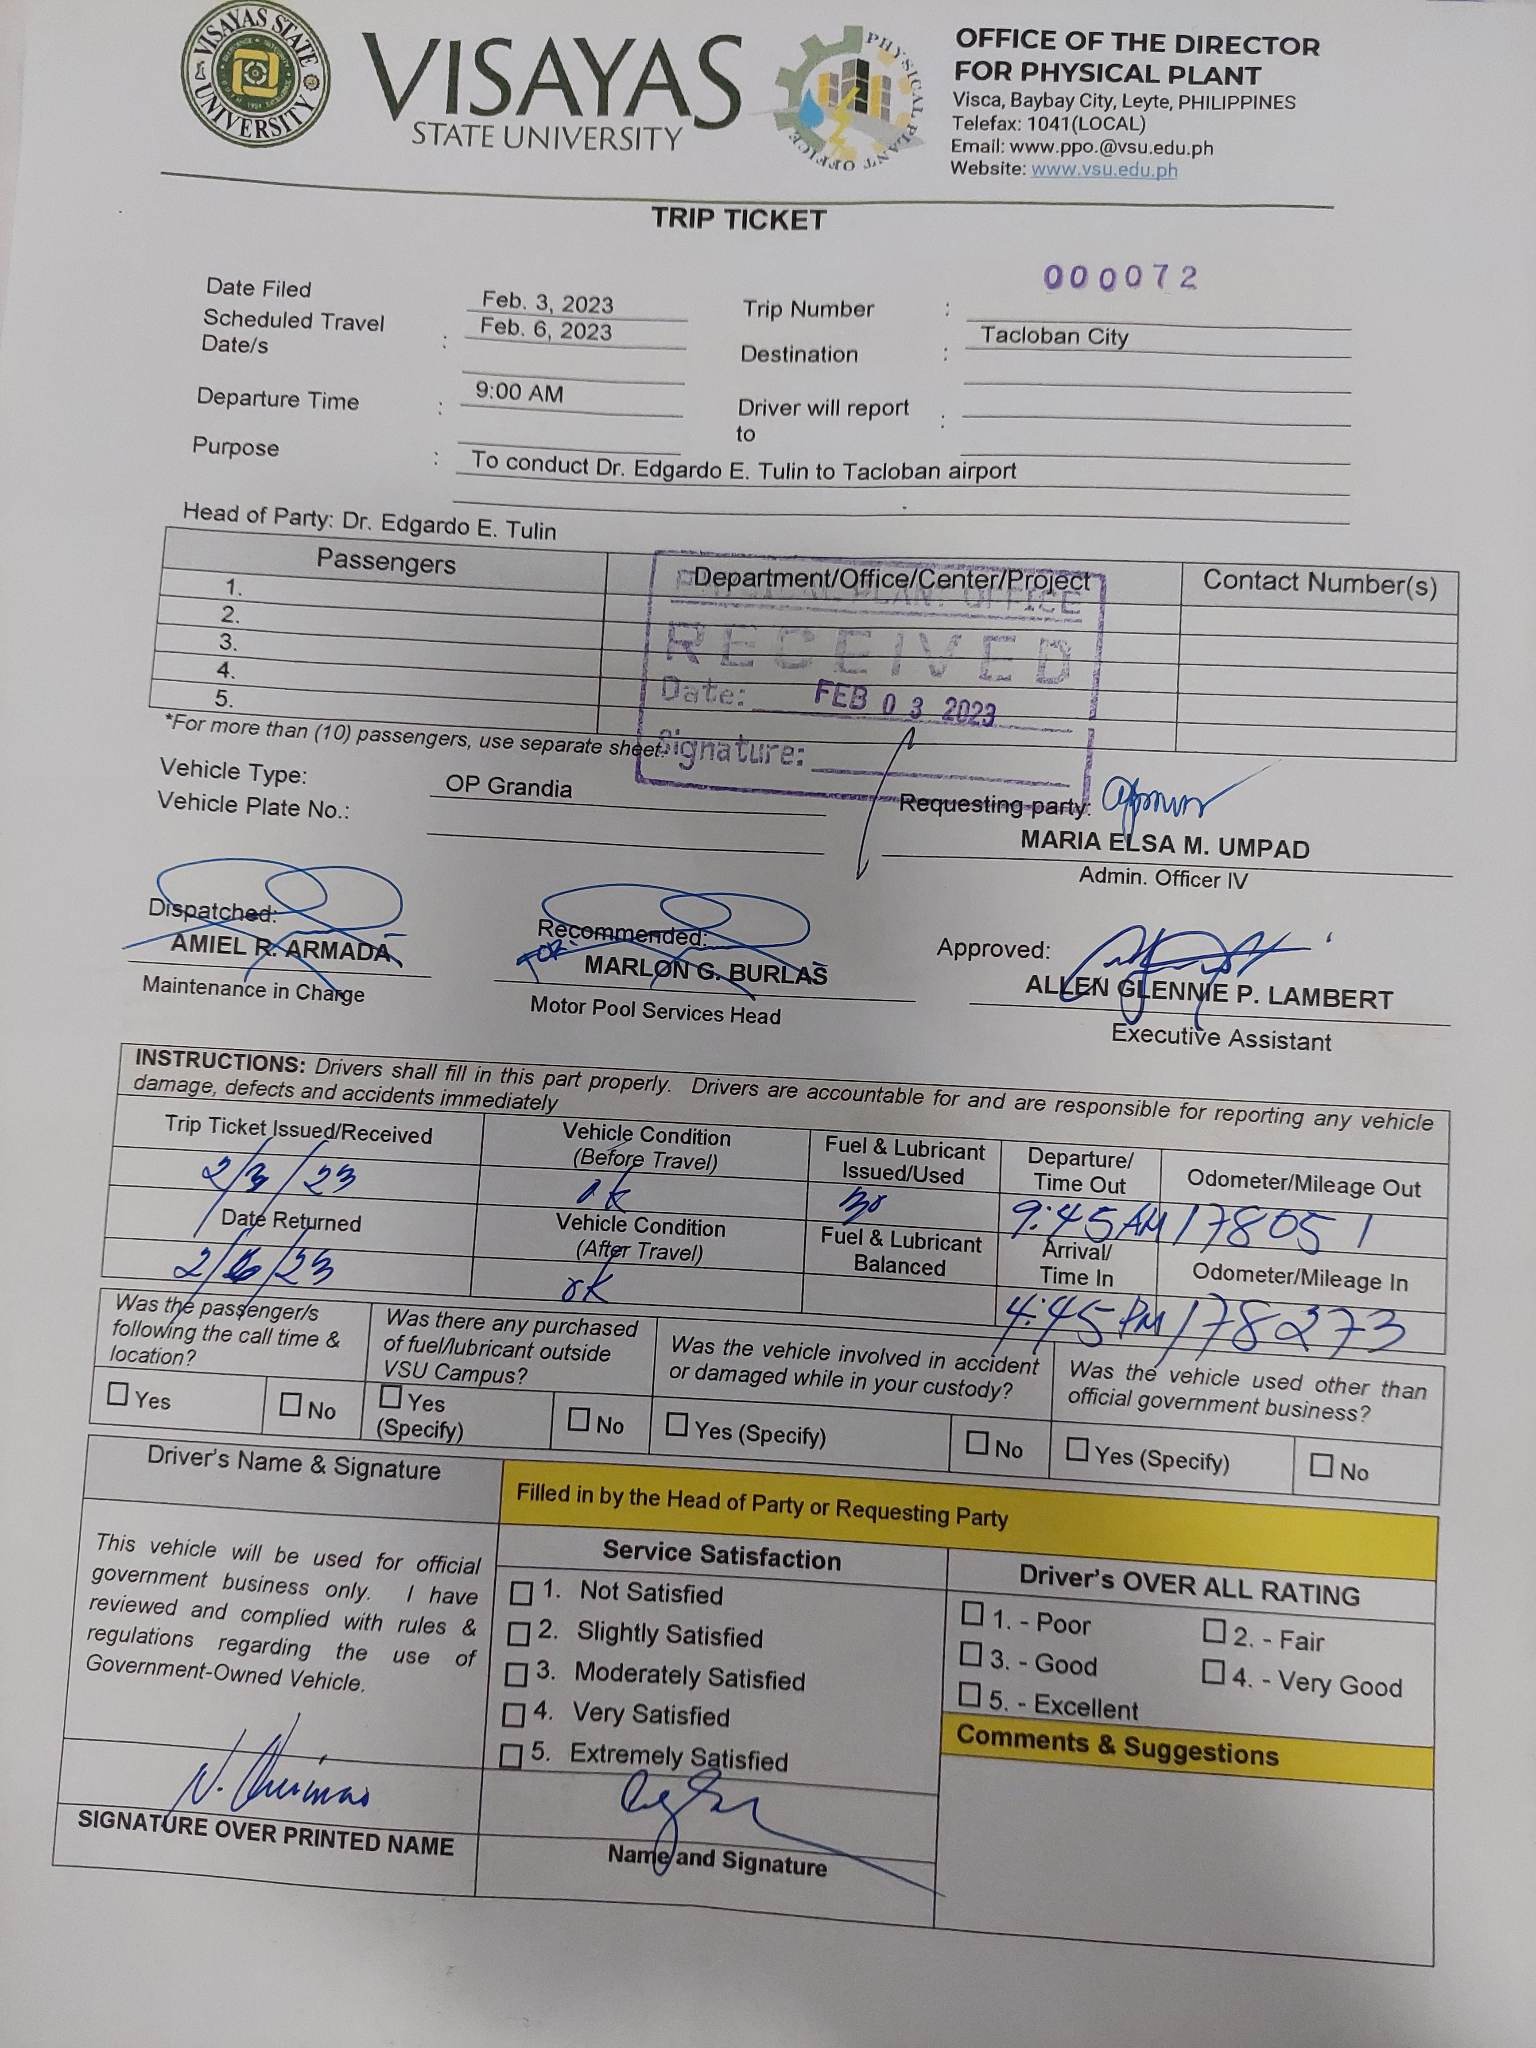 VISAYAS STATE UNIVERSITY
VISAYAS
STATE UNIVERSITY
PHYSICAL PLANT OFFICE
OFFICE OF THE DIRECTOR
FOR PHYSICAL PLANT
Visca, Baybay City, Leyte, PHILIPPINES
Telefax: 1041(LOCAL)
Email: www.ppo.@vsu.edu.ph
Website: www.vsu.edu.ph
TRIP TICKET
Date Filed Feb. 3, 2023 Trip Number : 000072
Scheduled Travel Date/s : Feb. 6, 2023 Destination : Tacloban City
Departure Time : 9:00 AM Driver will report to :
Purpose : To conduct Dr. Edgardo E. Tulin to Tacloban airport
Head of Party: Dr. Edgardo E. Tulin
Passengers Department/Office/Center/Project Contact Number(s)
1.
2.
3.
4.
5.
PHYSICAL PLANT OFFICE
RECEIVED
Date: FEB 03 2023
Signature:
*For more than (10) passengers, use separate sheet.
Vehicle Type: OP Grandia
Vehicle Plate No.:
Requesting party:
MARIA ELSA M. UMPAD
Admin. Officer IV
Dispatched: Recommended: Approved:
AMIEL R. ARMADA for MARLON G. BURLAS ALLEN GLENNIE P. LAMBERT
Maintenance in Charge Motor Pool Services Head Executive Assistant
INSTRUCTIONS: Drivers shall fill in this part properly. Drivers are accountable for and are responsible for reporting any vehicle
damage, defects and accidents immediately
Trip Ticket Issued/Received Vehicle Condition (Before Travel) Fuel & Lubricant Issued/Used Departure/ Time Out Odometer/Mileage Out
2/3/23 ok 9:45 AM 178051
Date Returned Vehicle Condition (After Travel) Fuel & Lubricant Balanced Arrival/ Time In Odometer/Mileage In
2/6/23 ok 4:45 PM 178273
Was the passenger/s following the call time & location? Was there any purchased of fuel/lubricant outside VSU Campus? Was the vehicle involved in accident or damaged while in your custody? Was the vehicle used other than official government business?
Yes No Yes (Specify) No Yes (Specify) No Yes (Specify) No
Driver's Name & Signature
Filled in by the Head of Party or Requesting Party
This vehicle will be used for official
government business only. I have
reviewed and complied with rules &
regulations regarding the use of
Government-Owned Vehicle.
SIGNATURE OVER PRINTED NAME
Service Satisfaction
1. Not Satisfied
2. Slightly Satisfied
3. Moderately Satisfied
4. Very Satisfied
5. Extremely Satisfied
Name and Signature
Driver's OVER ALL RATING
1. - Poor 2. - Fair
3. - Good 4. - Very Good
5. - Excellent
Comments & Suggestions